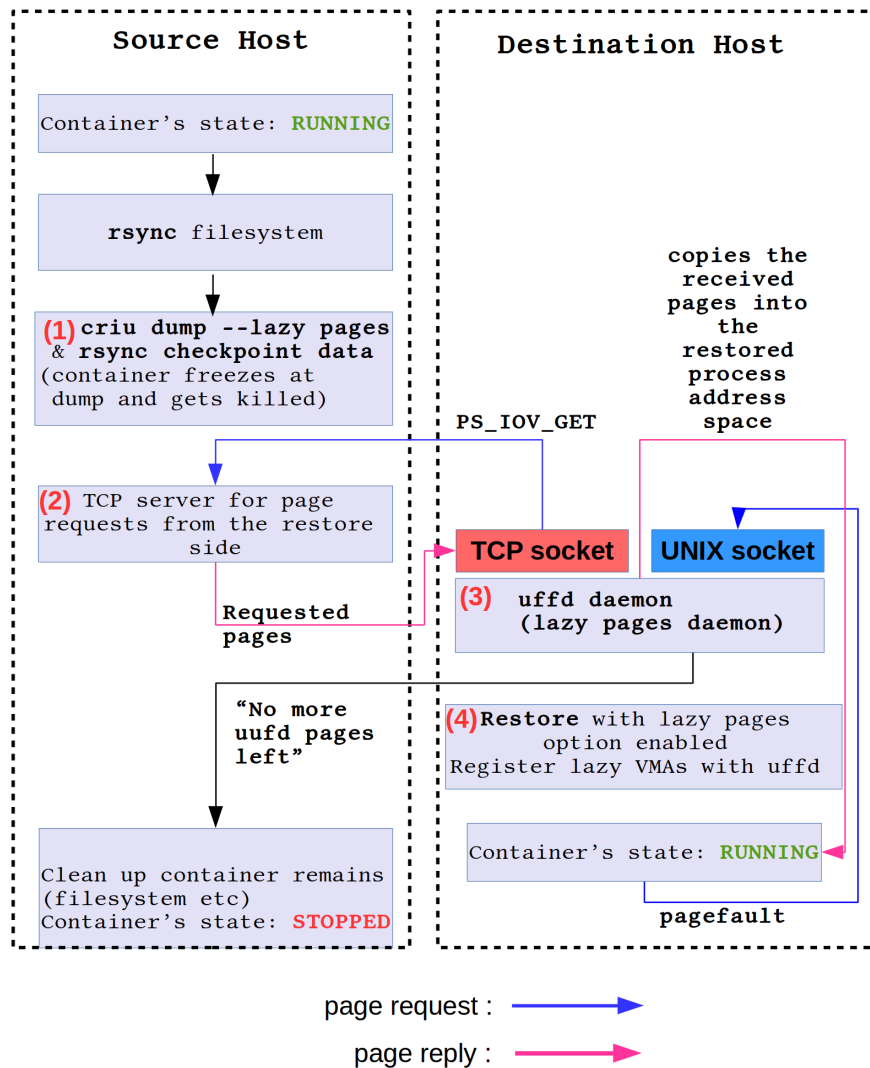 Source Host
Container's state: RUNNING
rsync filesystem
(1) criu dump --lazy pages
& rsync checkpoint data
(container freezes at
dump and gets killed)
(2) TCP server for page
requests from the restore
side
Requested
pages
“No more
uufd pages
left”
Clean up container remains
(filesystem etc)
Container's state: STOPPED
Destination Host
copies the
received
pages into
the
restored
process
address
space
PS_IOV_GET
TCP socket
UNIX socket
(3) uffd daemon
(lazy pages daemon)
(4) Restore with lazy pages
option enabled
Register lazy VMAs with uffd
Container's state: RUNNING
pagefault
page request :
page reply :